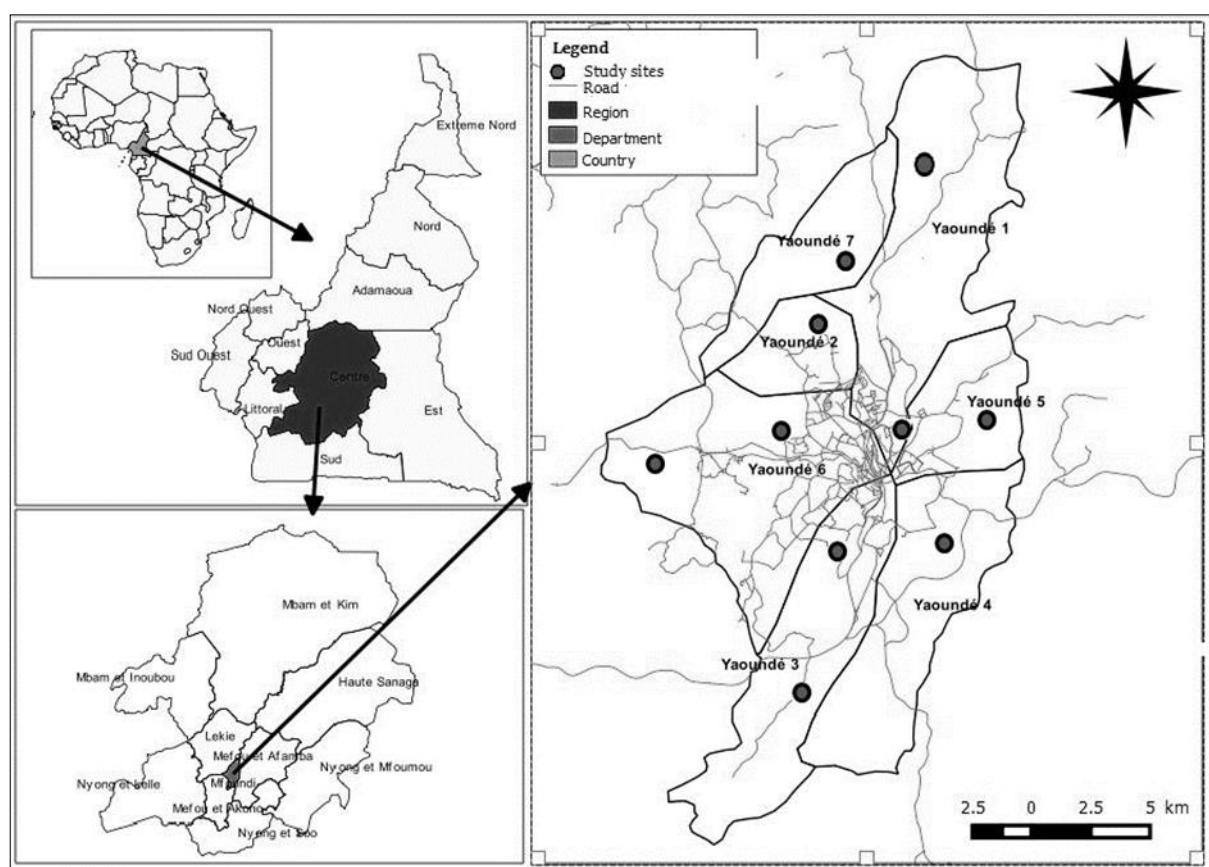 Extreme Nord
Nord
Adamaoua
Nord Ouest
Ouest
Sud Ouest
Centre
Littoral
Est
Sud
Mbam et Kim
Mbam et Inoubou
Haute Sanaga
Lekie
Mefou et Afamba
Nyong et Mfoumou
Nyong et Kelle
Mfoundi
Mefou et Akono
Nyong et Soo
Legend
Study sites
Road
Region
Department
Country
Yaoundé 1
Yaoundé 7
Yaoundé 2
Yaoundé 5
Yaoundé 6
Yaoundé 4
Yaoundé 3
2.5 0 2.5 5 km